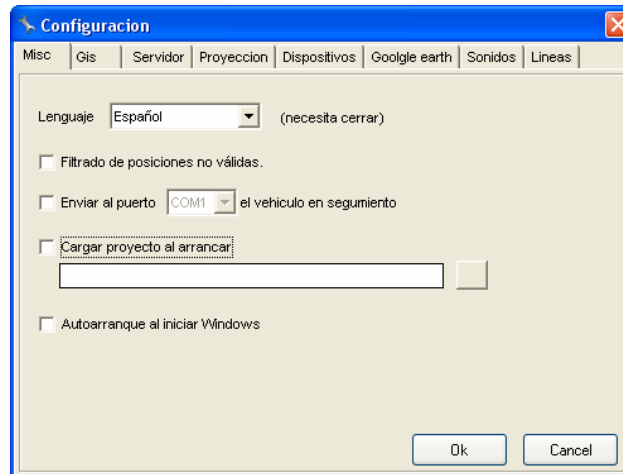 Configuracion
Misc Gis Servidor Proyeccion Dispositivos Goolgle earth Sonidos Lineas
Lenguaje Español (necesita cerrar)
Filtrado de posiciones no válidas.
Enviar al puerto COM1 el vehiculo en segumiento
Cargar proyecto al arrancar
Autoarranque al iniciar Windows
Ok Cancel